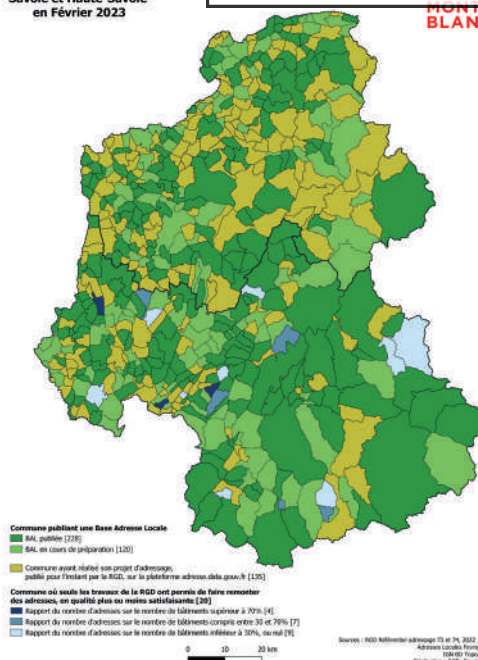 Savoie et Haute-Savoie
en Février 2023
MONT
BLANC
Commune publiant une Base Adresse Locale
BAL publiée [228]
BAL en cours de préparation [120]
Commune ayant réalisé son projet d'adressage,
publié pour l'instant par la RGD, sur la plateforme adresse.data.gouv.fr [135]
Commune où seuls les travaux de la RGD ont permis de faire remonter
des adresses, en qualité plus ou moins satisfaisante [20]
Rapport du nombre d'adresses sur le nombre de bâtiments supérieur à 70% [4]
Rapport du nombre d'adresses sur le nombre de bâtiments compris entre 30 et 70% [7]
Rapport du nombre d'adresses sur le nombre de bâtiments inférieur à 30%, ou nul [9]
0 10 20 km
Sources : RGD Référentiel adressage 73 et 74, 2022
Adresses Locales
IGN BD Topo